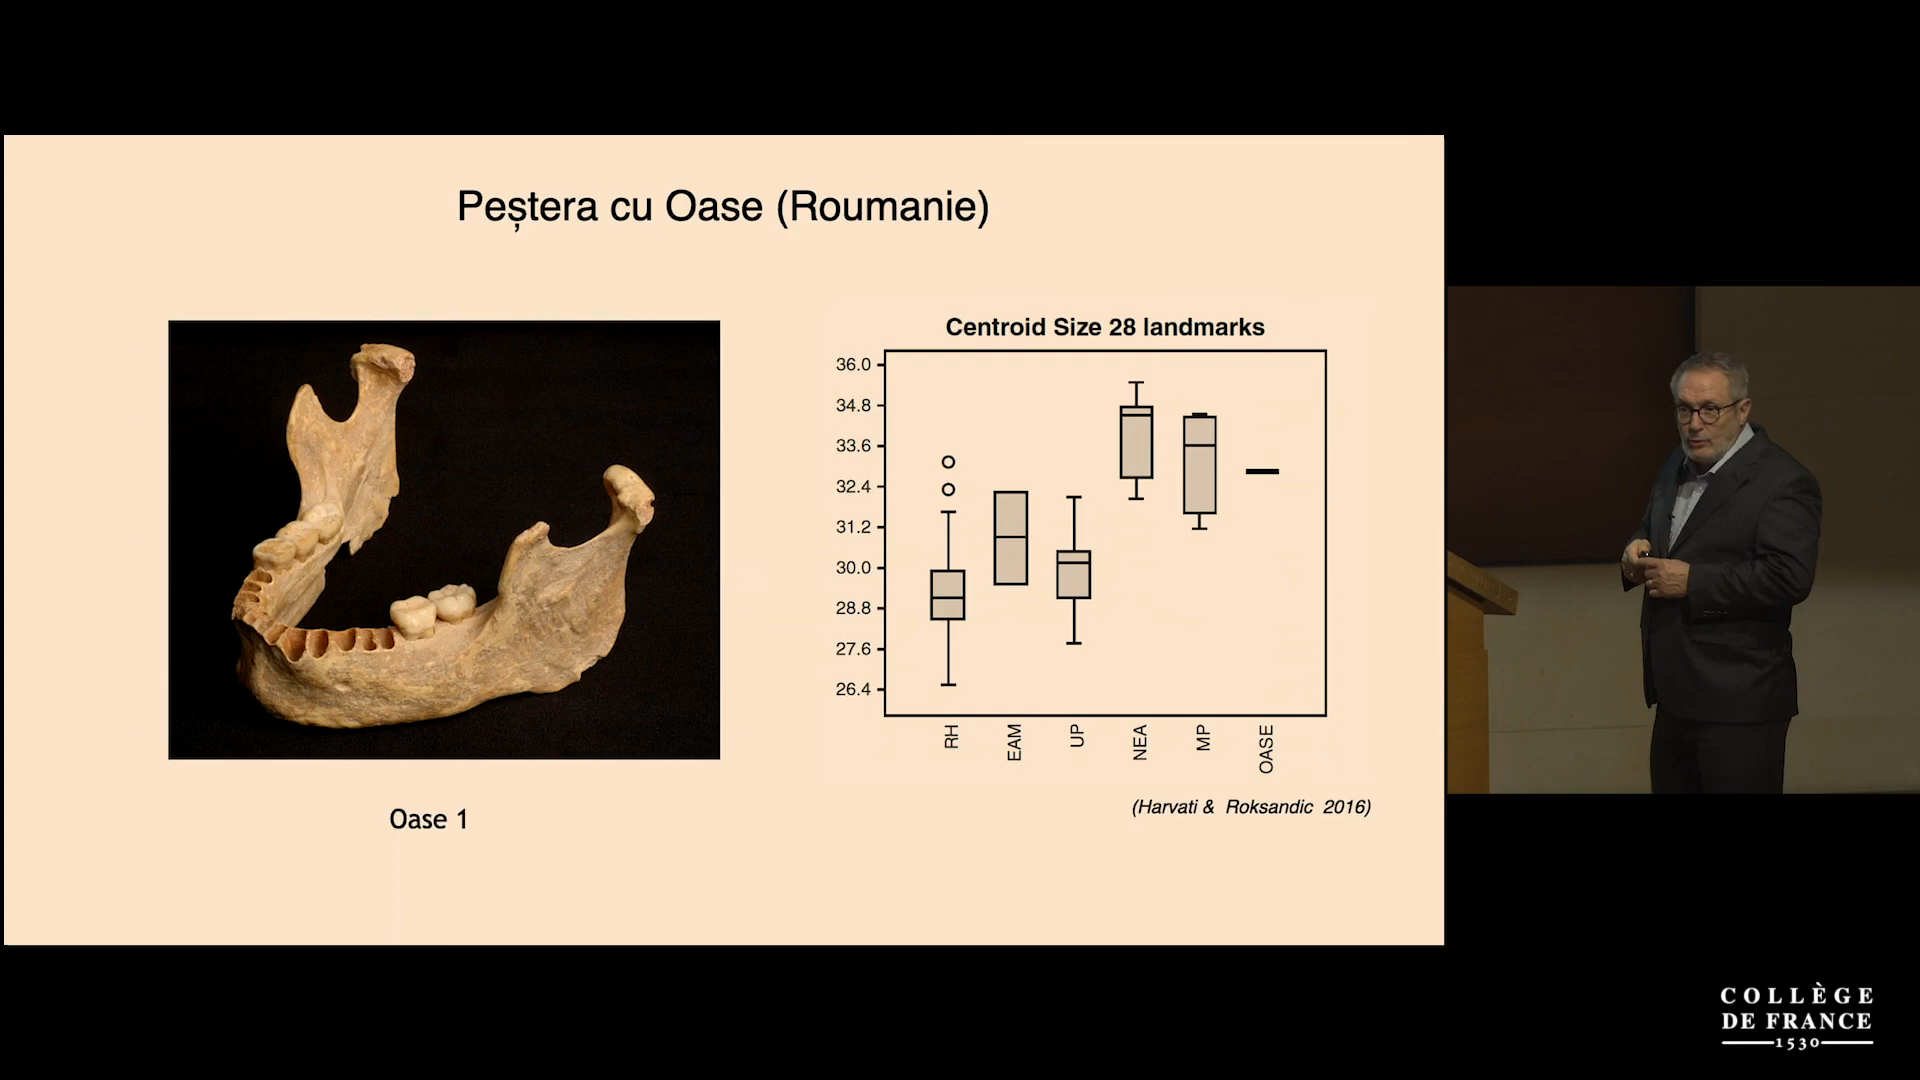 Peștera cu Oase (Roumanie)
Centroid Size 28 landmarks
36.0
34.8
33.6
32.4
31.2
30.0
28.8
27.6
26.4
RH
EAM
UP
NEA
MP
OASE
(Harvati & Roksandic 2016)
Oase 1
COLLÈGE
DE FRANCE
1530